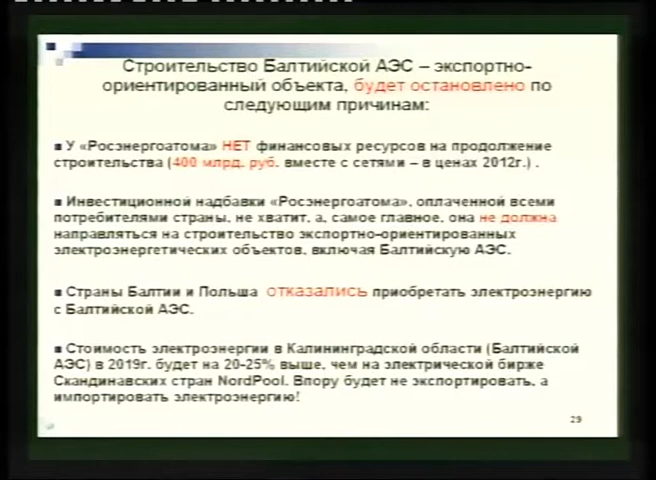 Строительство Балтийской АЭС – экспортно-
ориентированный объекта, будет остановлено по
следующим причинам:
У «Росэнергоатома» НЕТ финансовых ресурсов на продолжение
строительства (400 млрд. руб. вместе с сетями – в ценах 2012г.) .
Инвестиционной надбавки «Росэнергоатома», оплаченной всеми
потребителями страны, не хватит, а, самое главное, она не должна
направляться на строительство экспортно-ориентированных
электроэнергетических объектов, включая Балтийскую АЭС.
Страны Балтии и Польша отказались приобретать электроэнергию
с Балтийской АЭС.
Стоимость электроэнергии в Калининградской области (Балтийской
АЭС) в 2019г. будет на 20-25% выше, чем на электрической бирже
Скандинавских стран NordPool. Впору будет не экспортировать, а
импортировать электроэнергию!
29